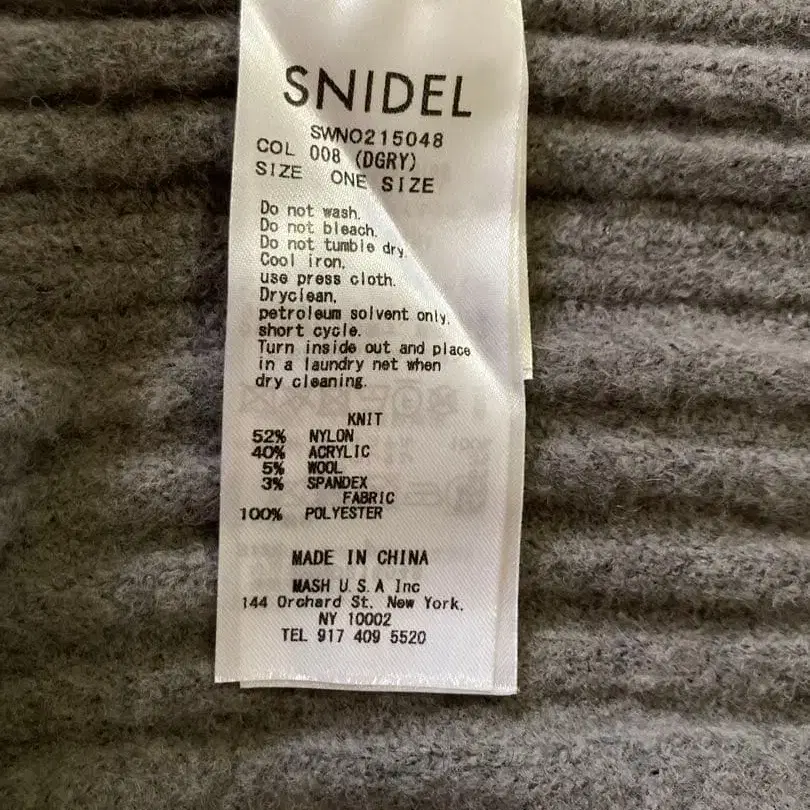 SNIDEL
SWNO215048
COL 008 (DGRY)
SIZE ONE SIZE
Do not wash.
Do not bleach.
Do not tumble dry.
Cool iron.
use press cloth.
Dryclean.
petroleum solvent only.
short cycle.
Turn inside out and place
in a laundry net when
dry cleaning.
KNIT
52% NYLON
40% ACRYLIC
5% WOOL
3% SPANDEX
FABRIC
100% POLYESTER
MADE IN CHINA
MASH U.S.A Inc
144 Orchard St. New York.
NY 10002
TEL 917 409 5520